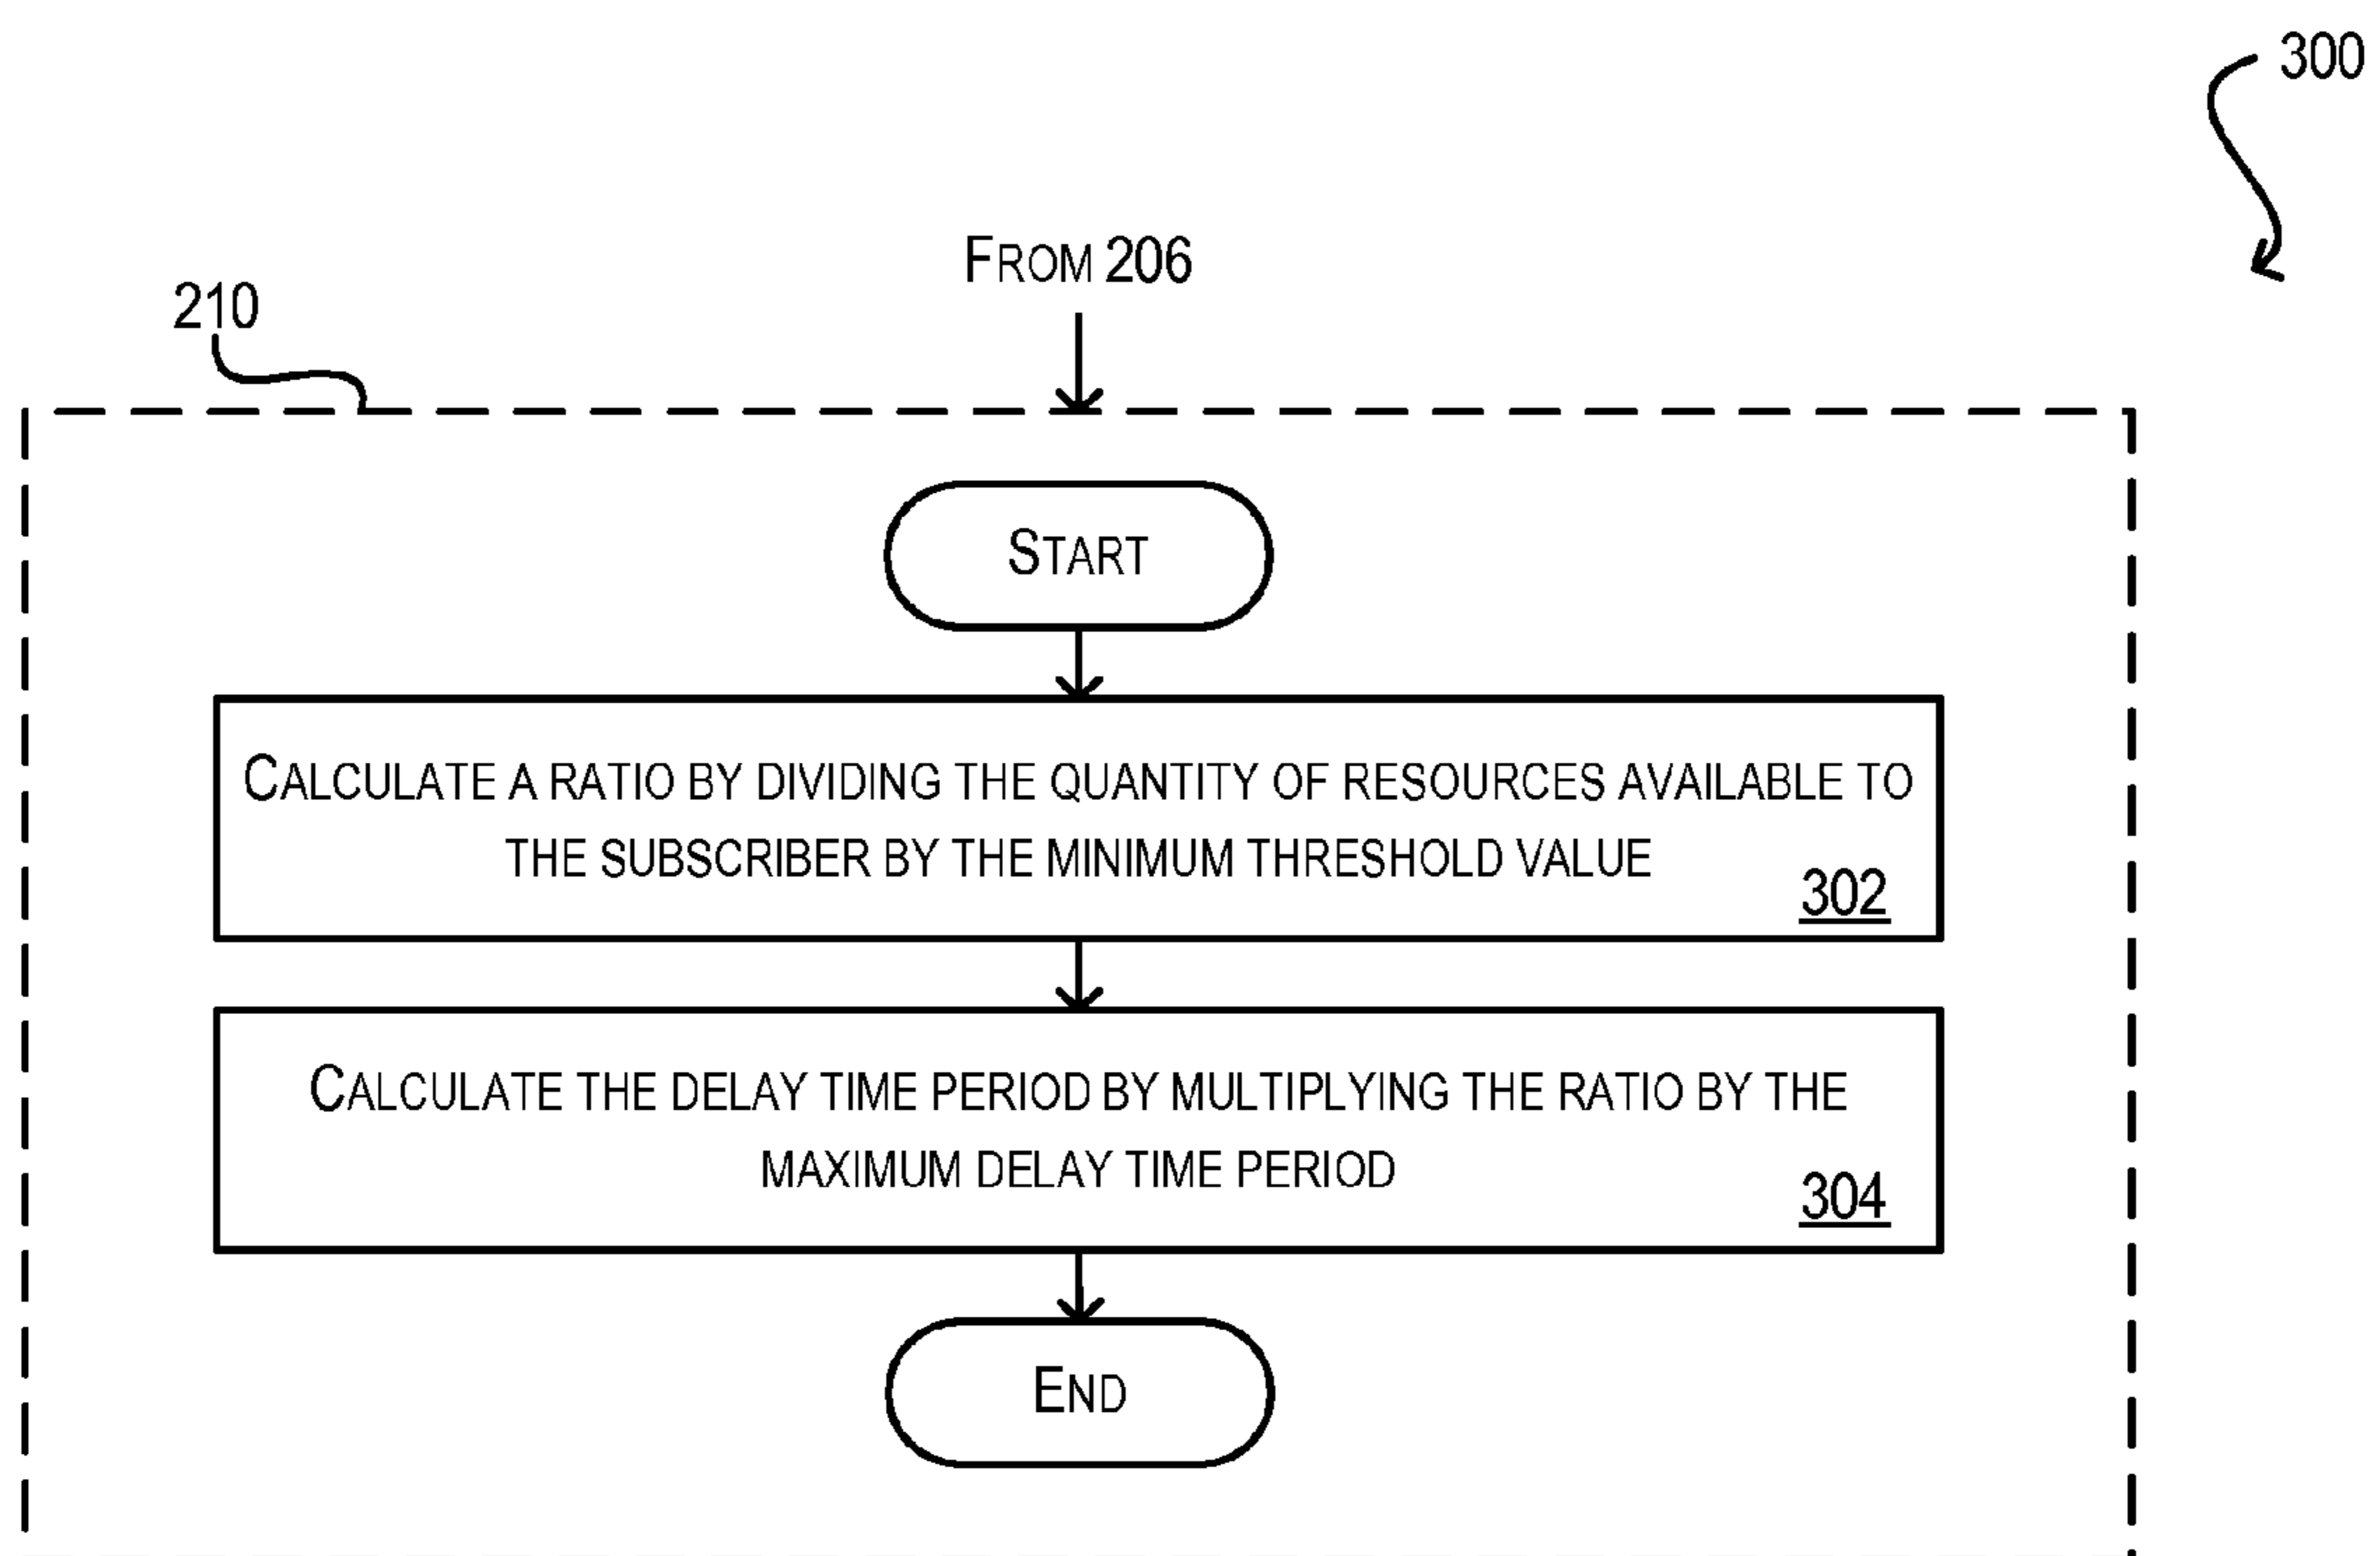 300
FROM 206
210
START
CALCULATE A RATIO BY DIVIDING THE QUANTITY OF RESOURCES AVAILABLE TO
THE SUBSCRIBER BY THE MINIMUM THRESHOLD VALUE
302
CALCULATE THE DELAY TIME PERIOD BY MULTIPLYING THE RATIO BY THE
MAXIMUM DELAY TIME PERIOD
304
END